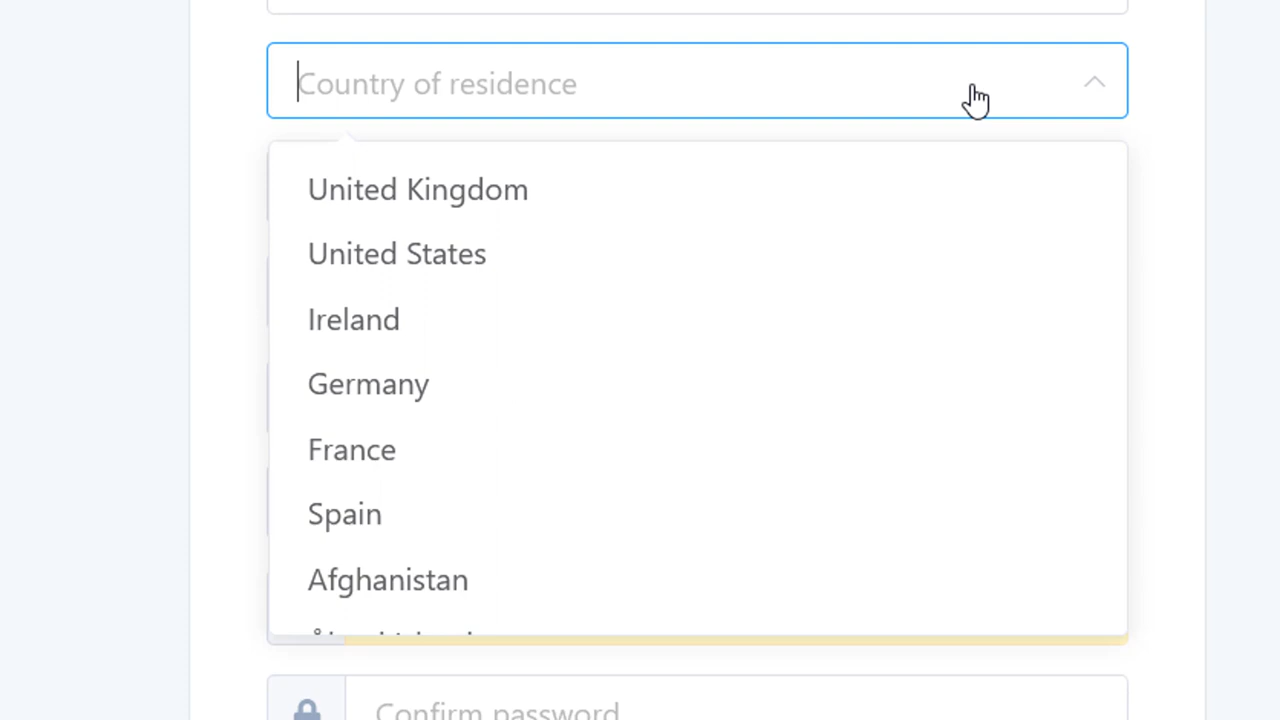 Country of residence
United Kingdom
United States
Ireland
Germany
France
Spain
Afghanistan
Confirm password